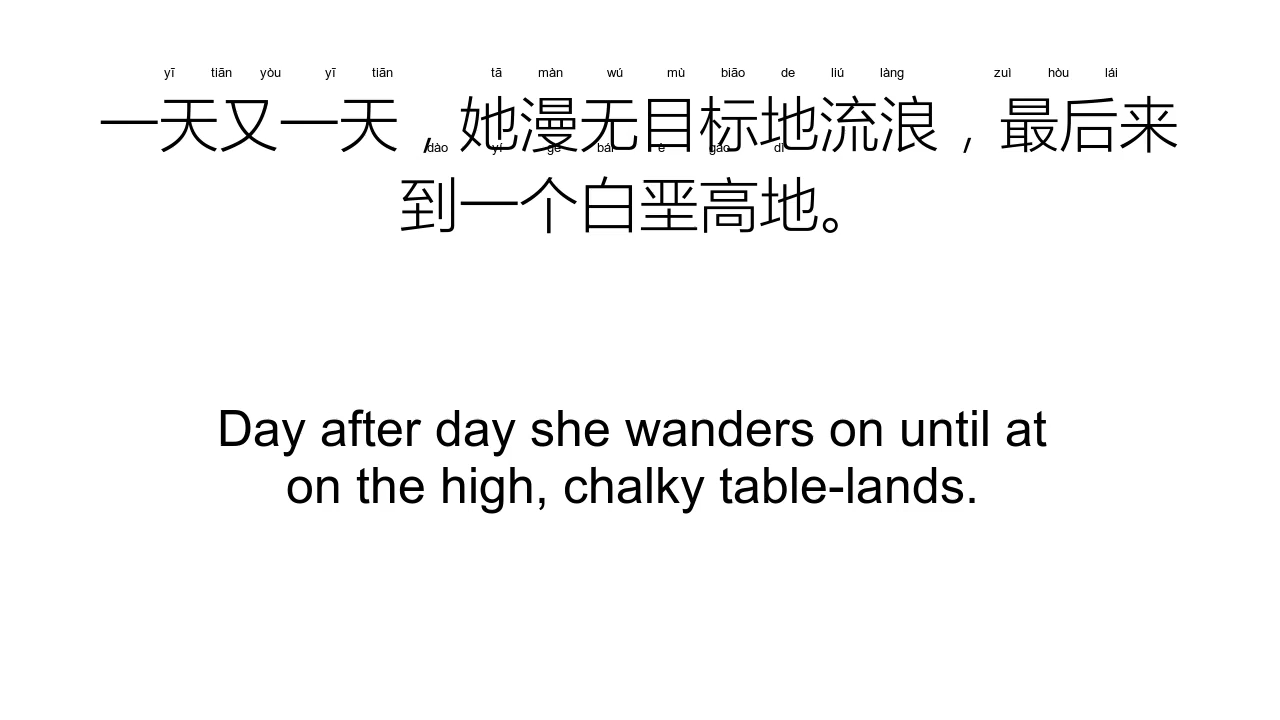 yī tiān yòu yī tiān tā màn wú mù biāo de liú làng zuì hòu lái
一天又一天，她漫无目标地流浪，最后来
dào yí gè bái è gāo dì
到一个白垩高地。
Day after day she wanders on until at
on the high, chalky table-lands.